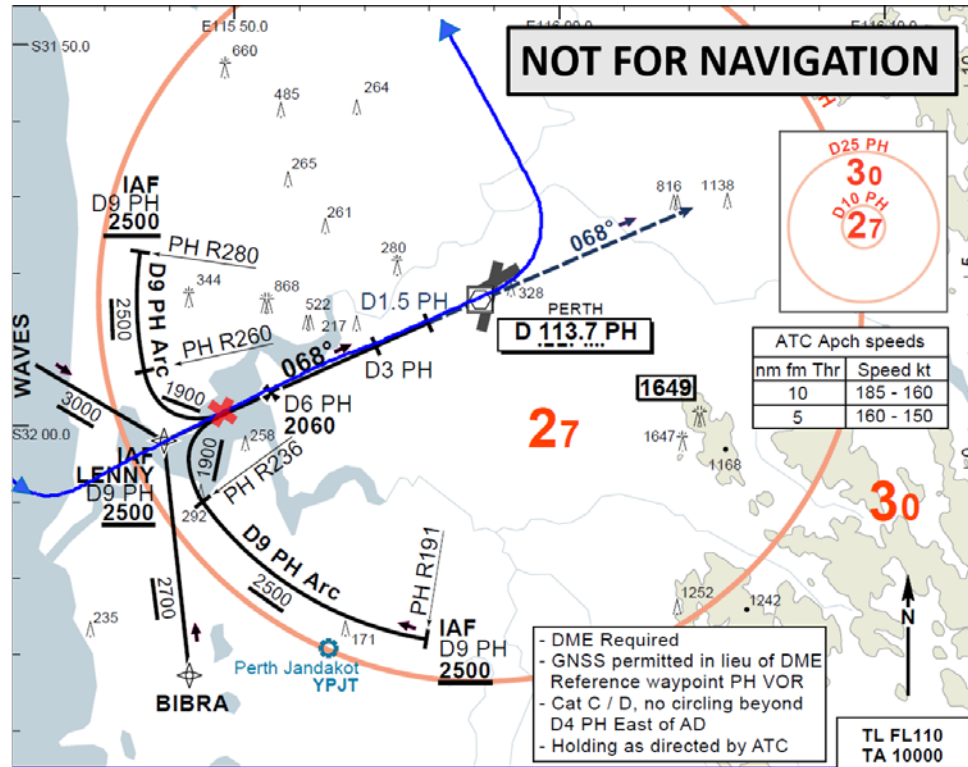 E115 50.0
E116 00.0
E116 10.0
S31 50.0
NOT FOR NAVIGATION
660
485
264
265
261
280
816
1138
D25 PH
30
D10 PH
27
IAF
D9 PH
2500
PH R280
D9 PH Arc
2500
344
868
522
217
PH R260
1900
068°
D1.5 PH
D3 PH
068°
328
PERTH
D 113.7 PH
ATC Apch speeds
nm fm Thr Speed kt
10 185 - 160
5 160 - 150
WAVES
3000
D6 PH
2060
1649
1647
1168
27
30
S32 00.0
IAF
LENNY
D9 PH
2500
1900
258
PH R236
292
D9 PH Arc
2500
PH R191
2700
235
171
1252
1242
N
IAF
D9 PH
2500
Perth Jandakot
YPJT
BIBRA
- DME Required
- GNSS permitted in lieu of DME
Reference waypoint PH VOR
- Cat C / D, no circling beyond
D4 PH East of AD
- Holding as directed by ATC
TL FL110
TA 10000